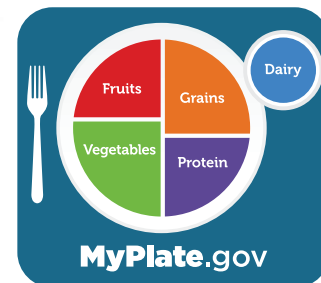 Dairy
Fruits
Grains
Vegetables
Protein
MyPlate.gov